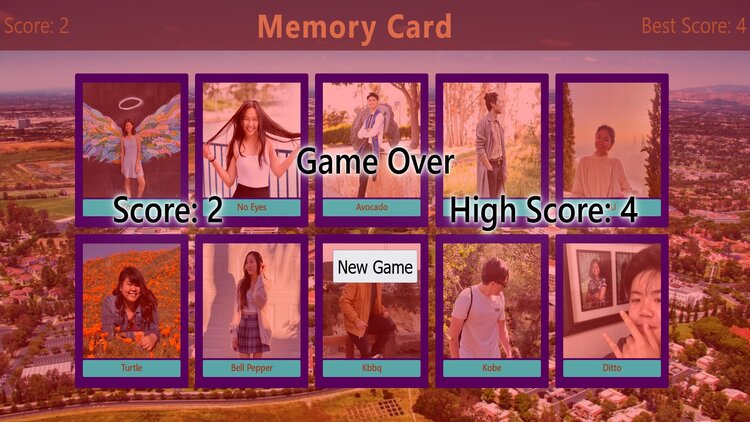 Score: 2
Memory Card
Best Score: 4
Game Over
Score: 2
High Score: 4
No Eyes
Avocado
New Game
Turtle
Bell Pepper
Kbbq
Kobe
Ditto